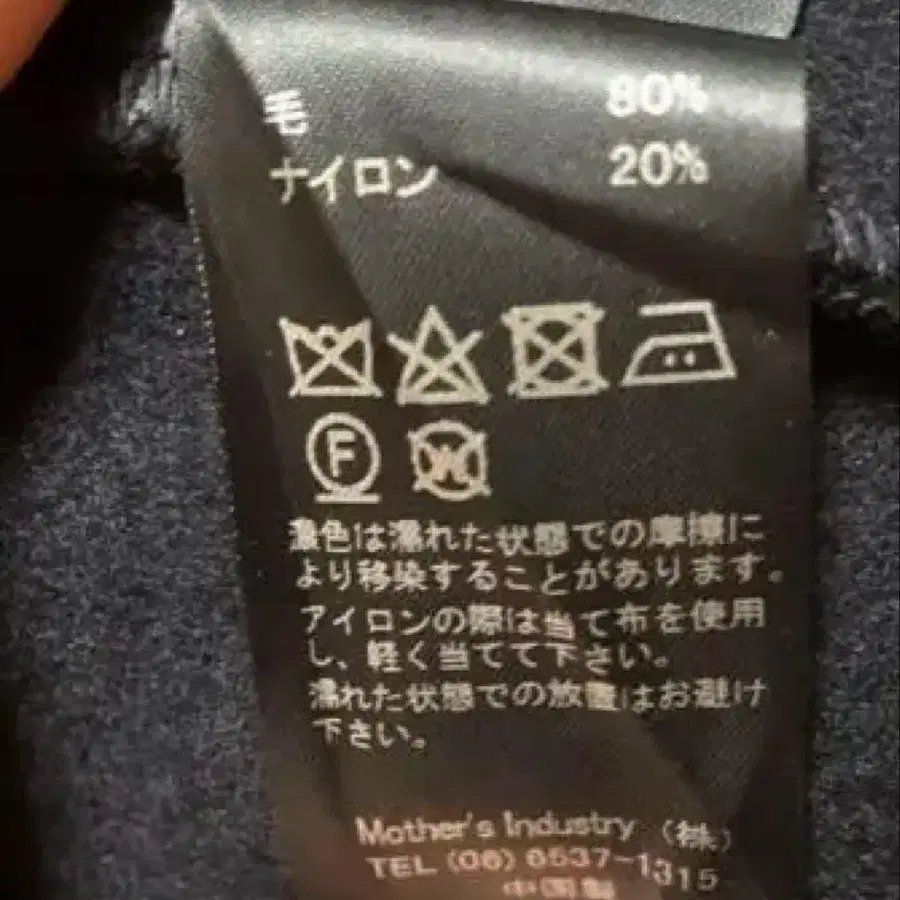 毛 80%
ナイロン 20%
F
W
濃色は濡れた状態での摩擦に
より移染することがあります。
アイロンの際は当て布を使用
し、軽く当てて下さい。
濡れた状態での放置はお避け
下さい。
Mother's Industry （株）
TEL (06) 6537-1315
中国製